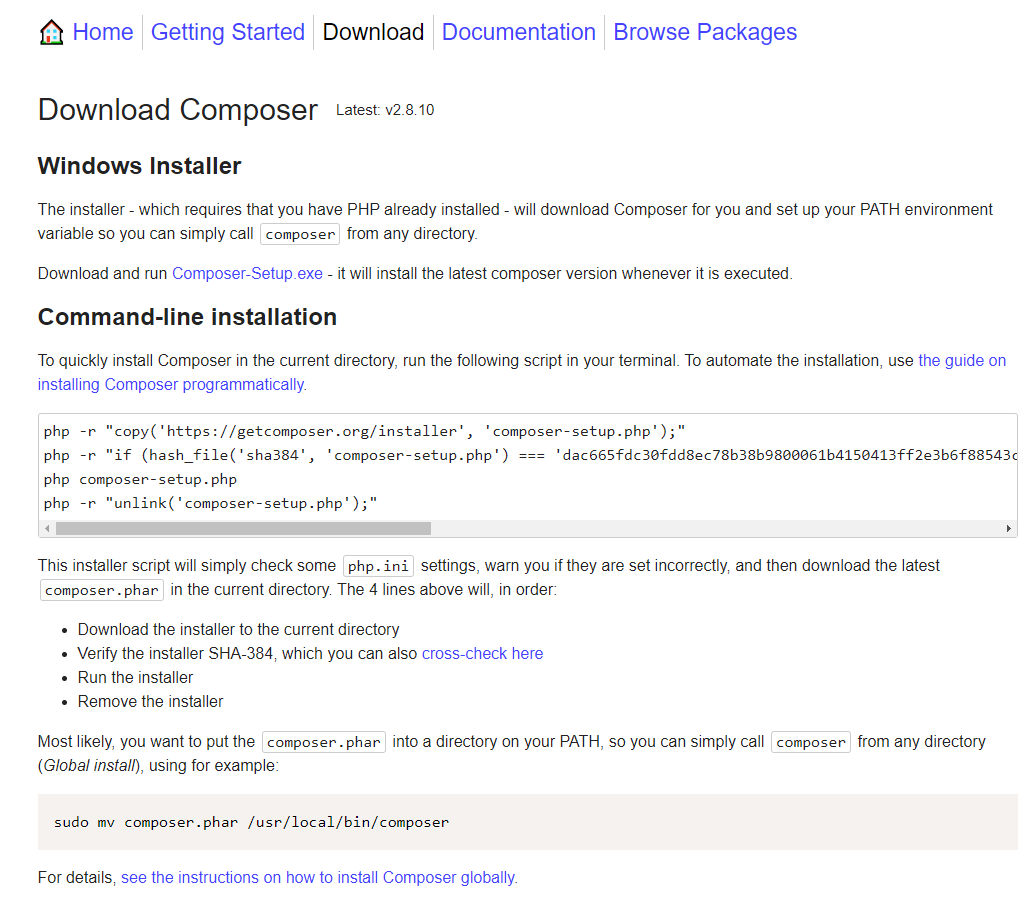 Home Getting Started Download Documentation Browse Packages
Download Composer Latest: v2.8.10
Windows Installer
The installer - which requires that you have PHP already installed - will download Composer for you and set up your PATH environment
variable so you can simply call composer from any directory.
Download and run Composer-Setup.exe - it will install the latest composer version whenever it is executed.
Command-line installation
To quickly install Composer in the current directory, run the following script in your terminal. To automate the installation, use the guide on
installing Composer programmatically.
php -r "copy('https://getcomposer.org/installer', 'composer-setup.php');"
php -r "if (hash_file('sha384', 'composer-setup.php') === 'dac665fdc30fdd8ec78b38b9800061b4150413ff2e3b6f88543c
php composer-setup.php
php -r "unlink('composer-setup.php');"
This installer script will simply check some php.ini settings, warn you if they are set incorrectly, and then download the latest
composer.phar in the current directory. The 4 lines above will, in order:
• Download the installer to the current directory
• Verify the installer SHA-384, which you can also cross-check here
• Run the installer
• Remove the installer
Most likely, you want to put the composer.phar into a directory on your PATH, so you can simply call composer from any directory
(Global install), using for example:
sudo mv composer.phar /usr/local/bin/composer
For details, see the instructions on how to install Composer globally.